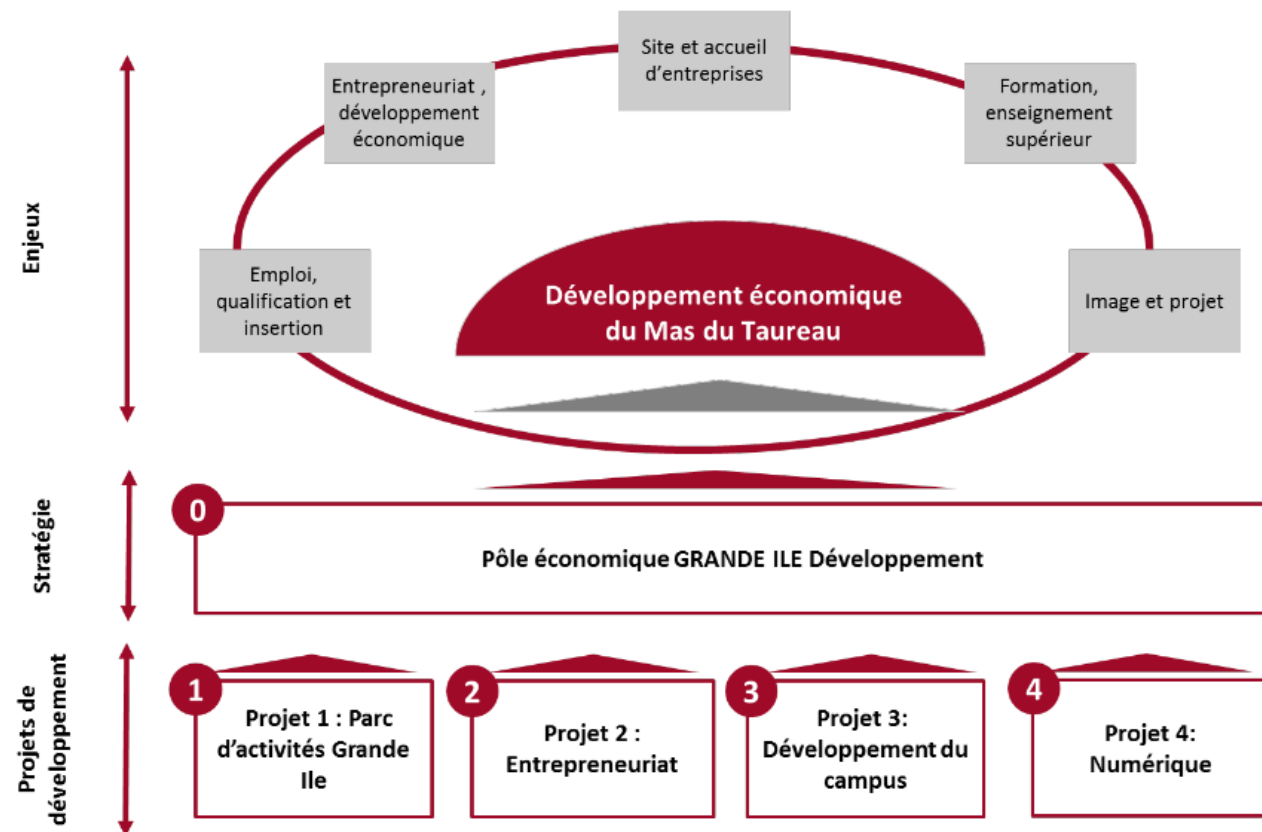 Site et accueil
d'entreprises
Entrepreneuriat ,
développement
économique
Formation,
enseignement
supérieur
Enjeux
Emploi,
qualification et
insertion
Développement économique
du Mas du Taureau
Image et projet
Stratégie
0
Pôle économique GRANDE ILE Développement
Projets de
développement
1
Projet 1 : Parc
d'activités Grande
Ile
2
Projet 2 :
Entrepreneuriat
3
Projet 3:
Développement du
campus
4
Projet 4:
Numérique